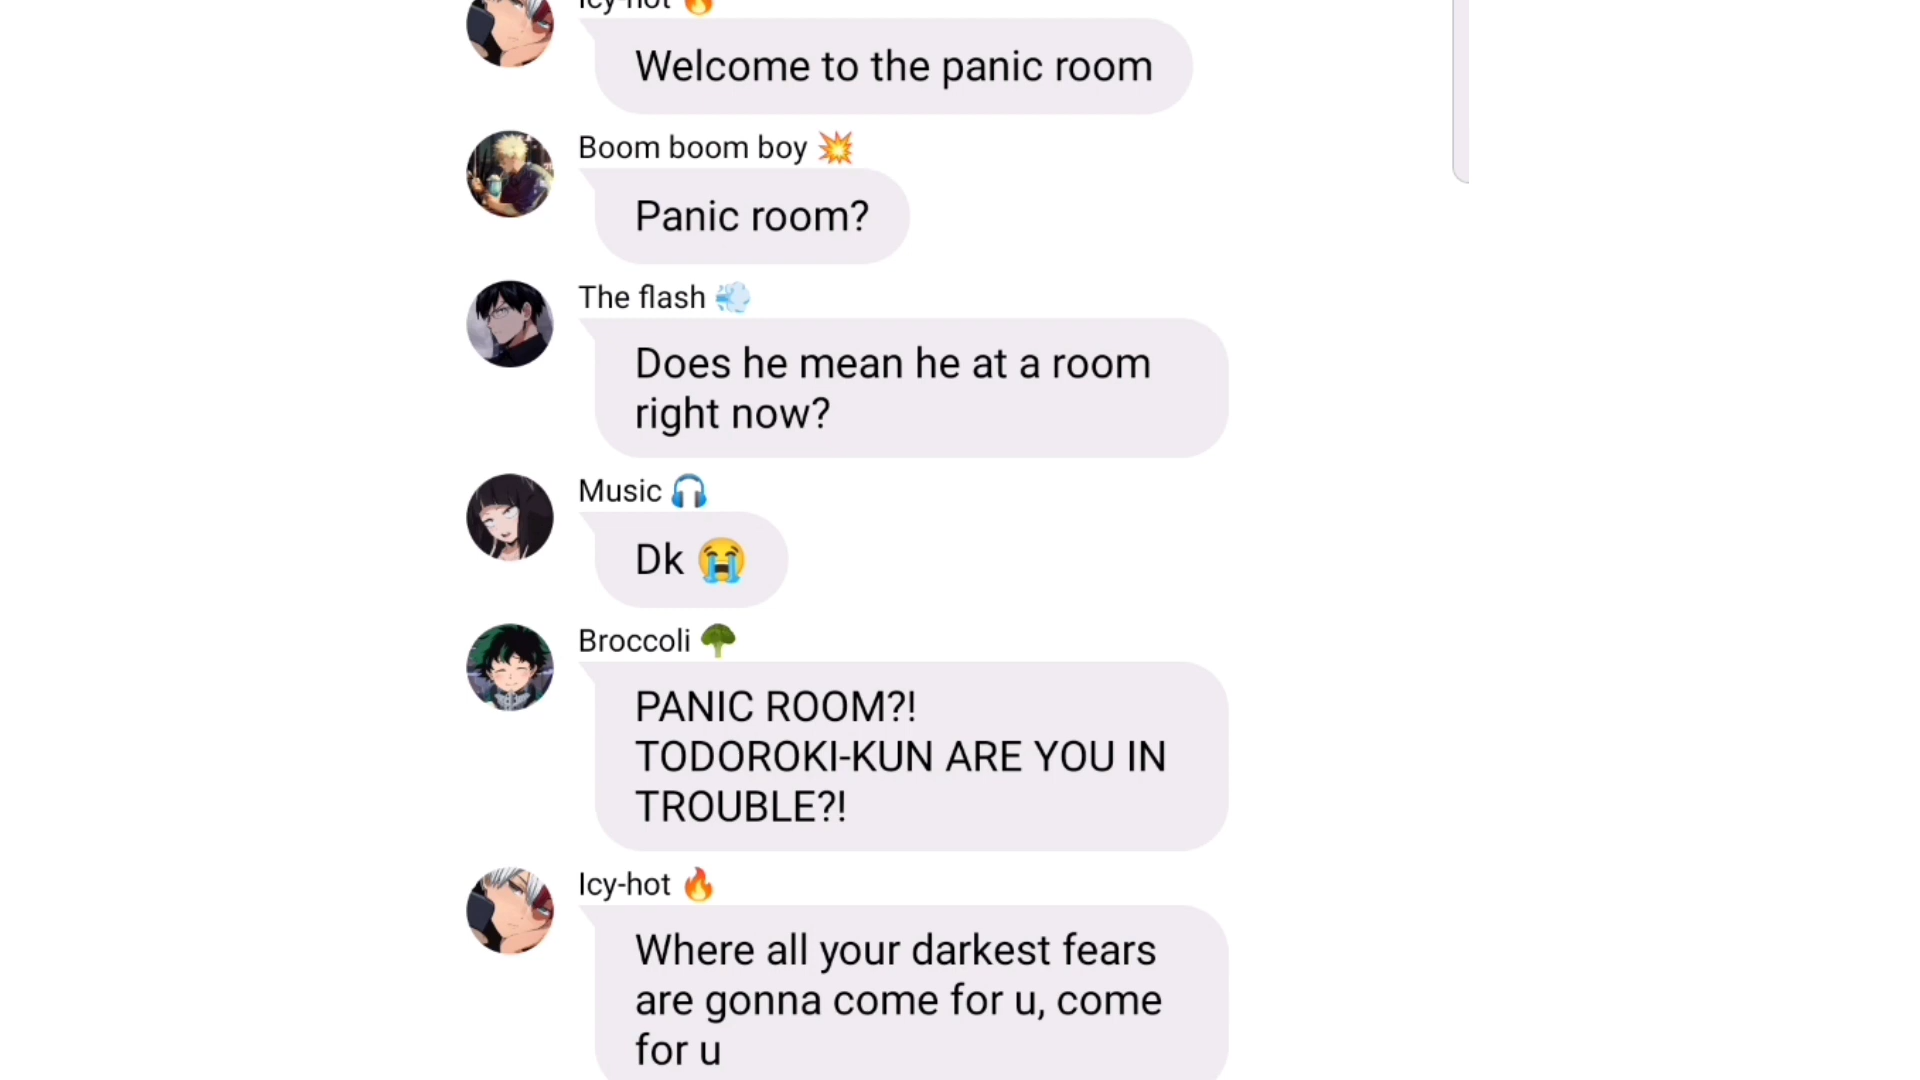 Icy-hot 🔥
Welcome to the panic room
Boom boom boy 💥
Panic room?
The flash 💨
Does he mean he at a room
right now?
Music 🎧
Dk 😭
Broccoli 🥦
PANIC ROOM?!
TODOROKI-KUN ARE YOU IN
TROUBLE?!
Icy-hot 🔥
Where all your darkest fears
are gonna come for u, come
for u